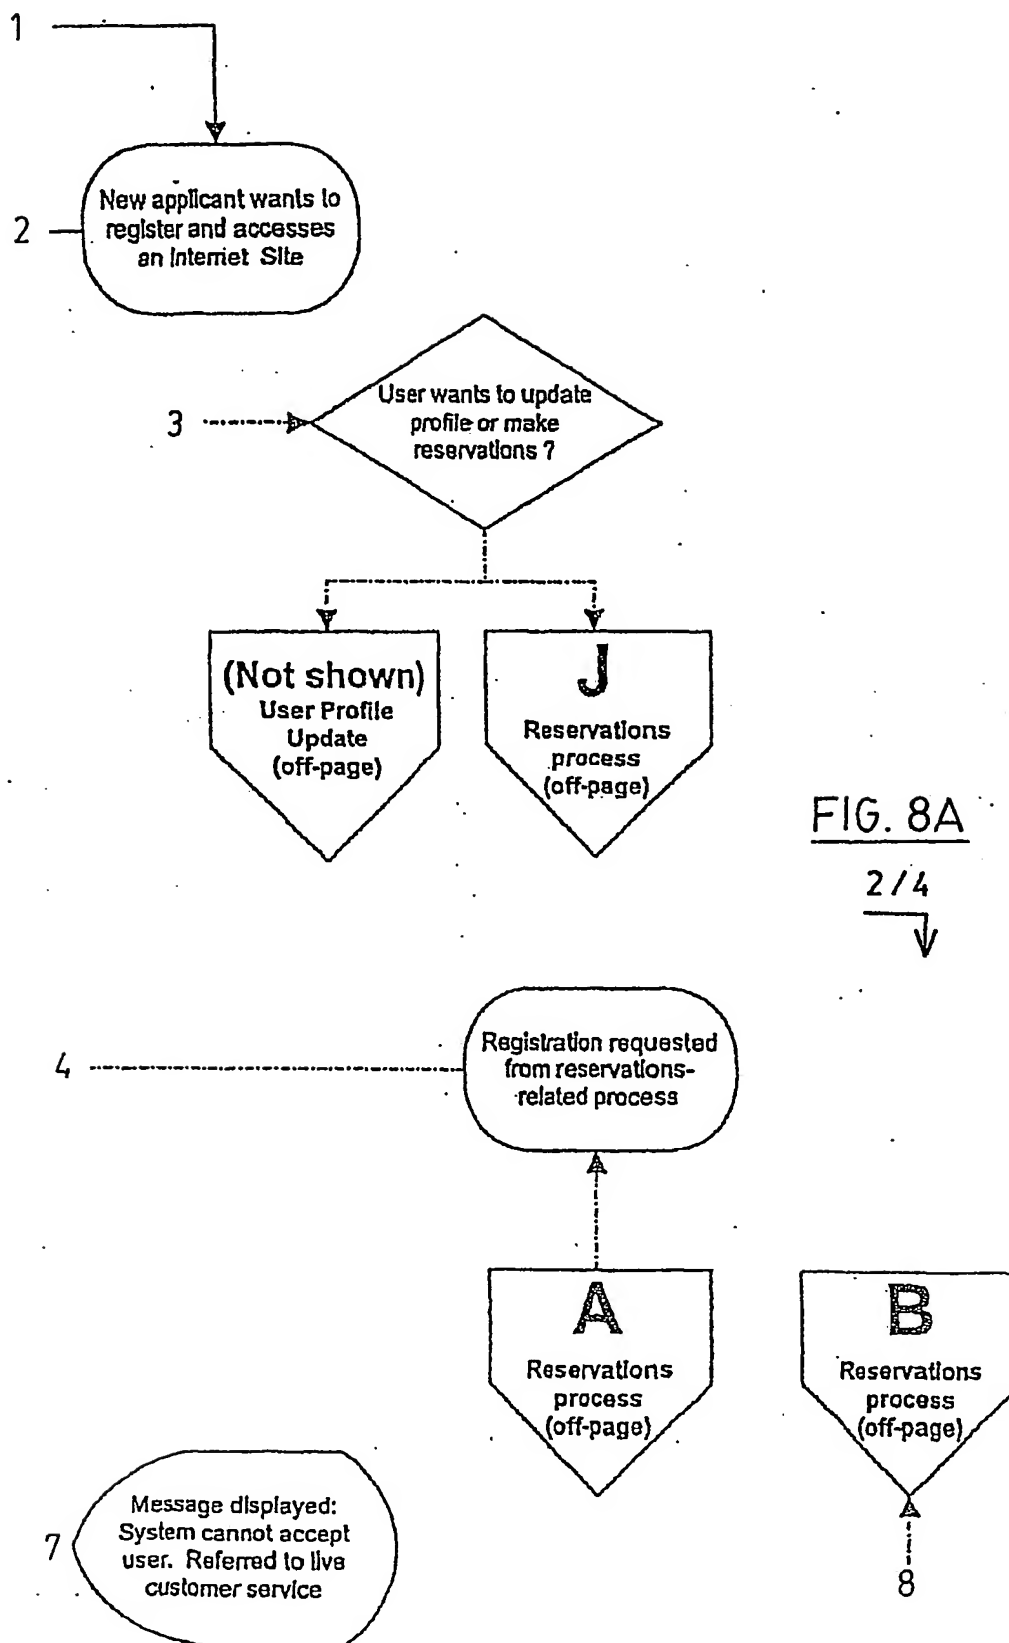 1
New applicant wants to
register and accesses
an Internet Site
2
User wants to update
profile or make
reservations ?
3
(Not shown)
User Profile
Update
(off-page)
J
Reservations
process
(off-page)
FIG. 8A
2/4
Registration requested
from reservations-
related process
4
A
Reservations
process
(off-page)
B
Reservations
process
(off-page)
Message displayed:
System cannot accept
user. Referred to live
customer service
7
8